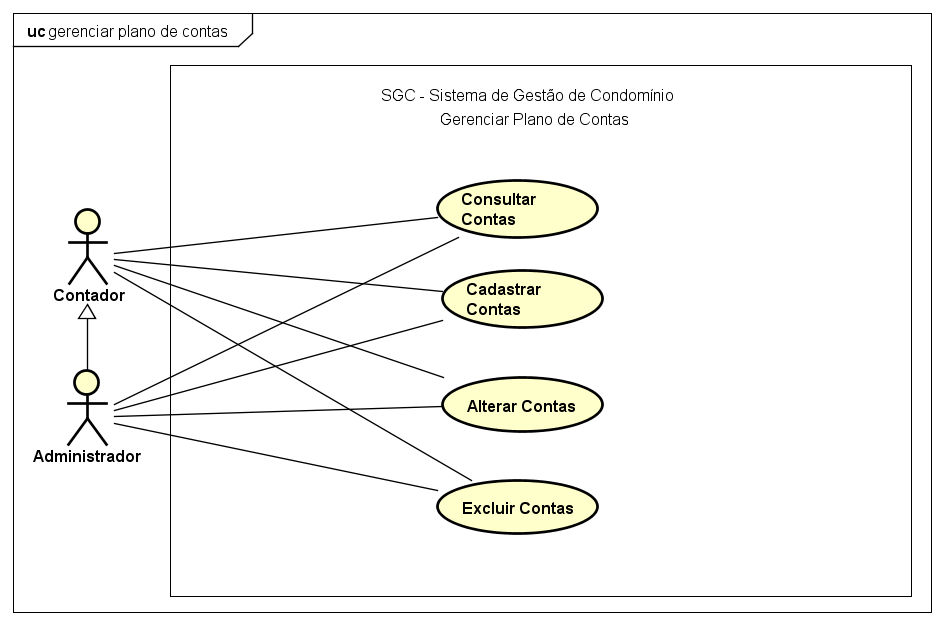 uc gerenciar plano de contas
SGC - Sistema de Gestão de Condomínio
Gerenciar Plano de Contas
Consultar
Contas
Cadastrar
Contas
Contador
Alterar Contas
Administrador
Excluir Contas